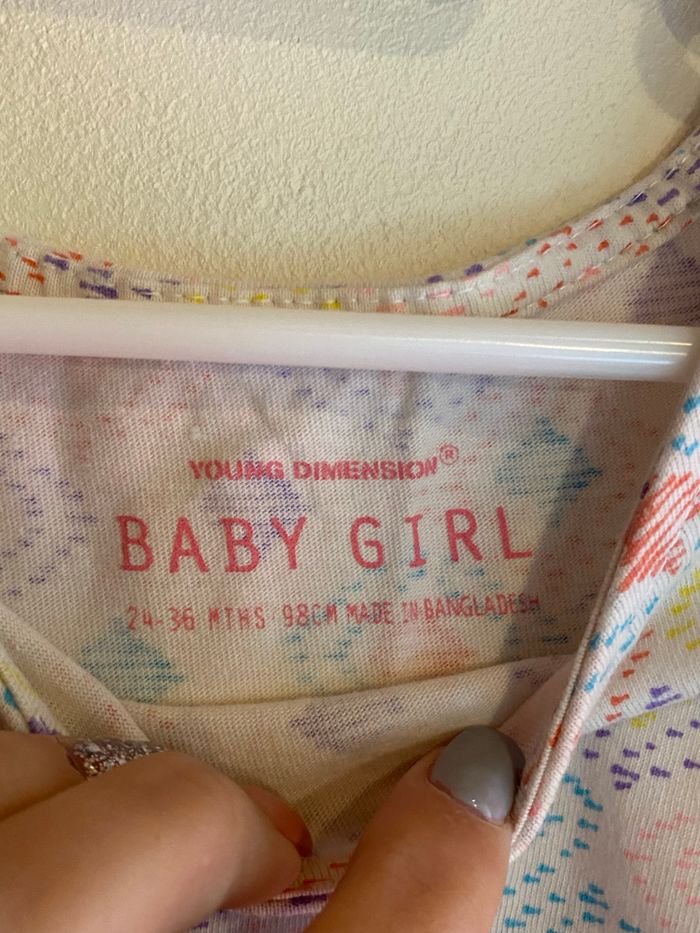 YOUNG DIMENSION®
BABY GIRL
24-36 MTHS 98CM MADE IN BANGLADESH